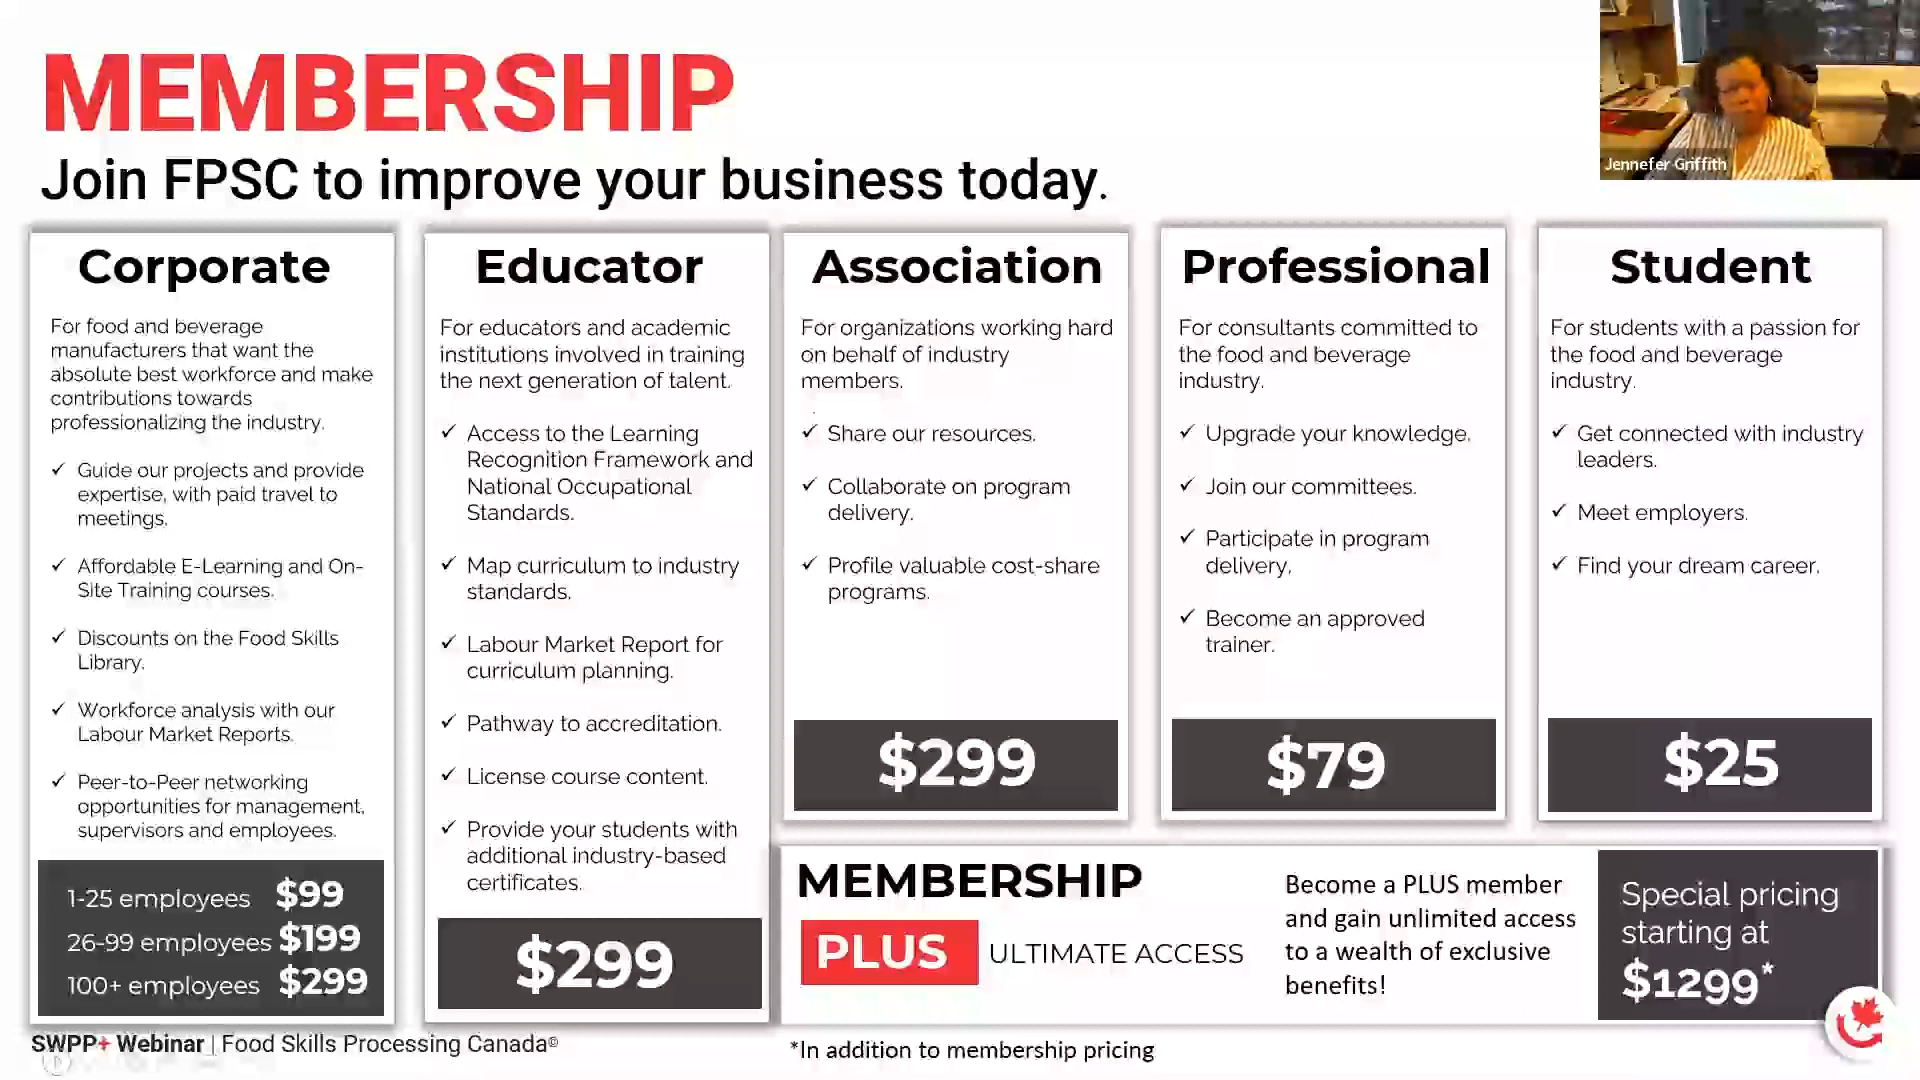 MEMBERSHIP
Join FPSC to improve your business today.
Jennefer Griffith
Corporate
For food and beverage
manufacturers that want the
absolute best workforce and make
contributions towards
professionalizing the industry.
✓ Guide our projects and provide
expertise, with paid travel to
meetings.
✓ Affordable E-Learning and On-
Site Training courses.
✓ Discounts on the Food Skills
Library.
✓ Workforce analysis with our
Labour Market Reports.
✓ Peer-to-Peer networking
opportunities for management,
supervisors and employees.
1-25 employees $99
26-99 employees $199
100+ employees $299
Educator
For educators and academic
institutions involved in training
the next generation of talent.
✓ Access to the Learning
Recognition Framework and
National Occupational
Standards.
✓ Map curriculum to industry
standards.
✓ Labour Market Report for
curriculum planning.
✓ Pathway to accreditation.
✓ License course content.
✓ Provide your students with
additional industry-based
certificates.
$299
Association
For organizations working hard
on behalf of industry
members.
.
✓ Share our resources.
✓ Collaborate on program
delivery.
✓ Profile valuable cost-share
programs.
$299
Professional
For consultants committed to
the food and beverage
industry.
✓ Upgrade your knowledge.
✓ Join our committees.
✓ Participate in program
delivery.
✓ Become an approved
trainer.
$79
Student
For students with a passion for
the food and beverage
industry.
✓ Get connected with industry
leaders.
✓ Meet employers.
✓ Find your dream career.
$25
MEMBERSHIP
PLUS ULTIMATE ACCESS
Become a PLUS member
and gain unlimited access
to a wealth of exclusive
benefits!
Special pricing
starting at
$1299*
SWPP+ Webinar | Food Skills Processing Canada©
*In addition to membership pricing